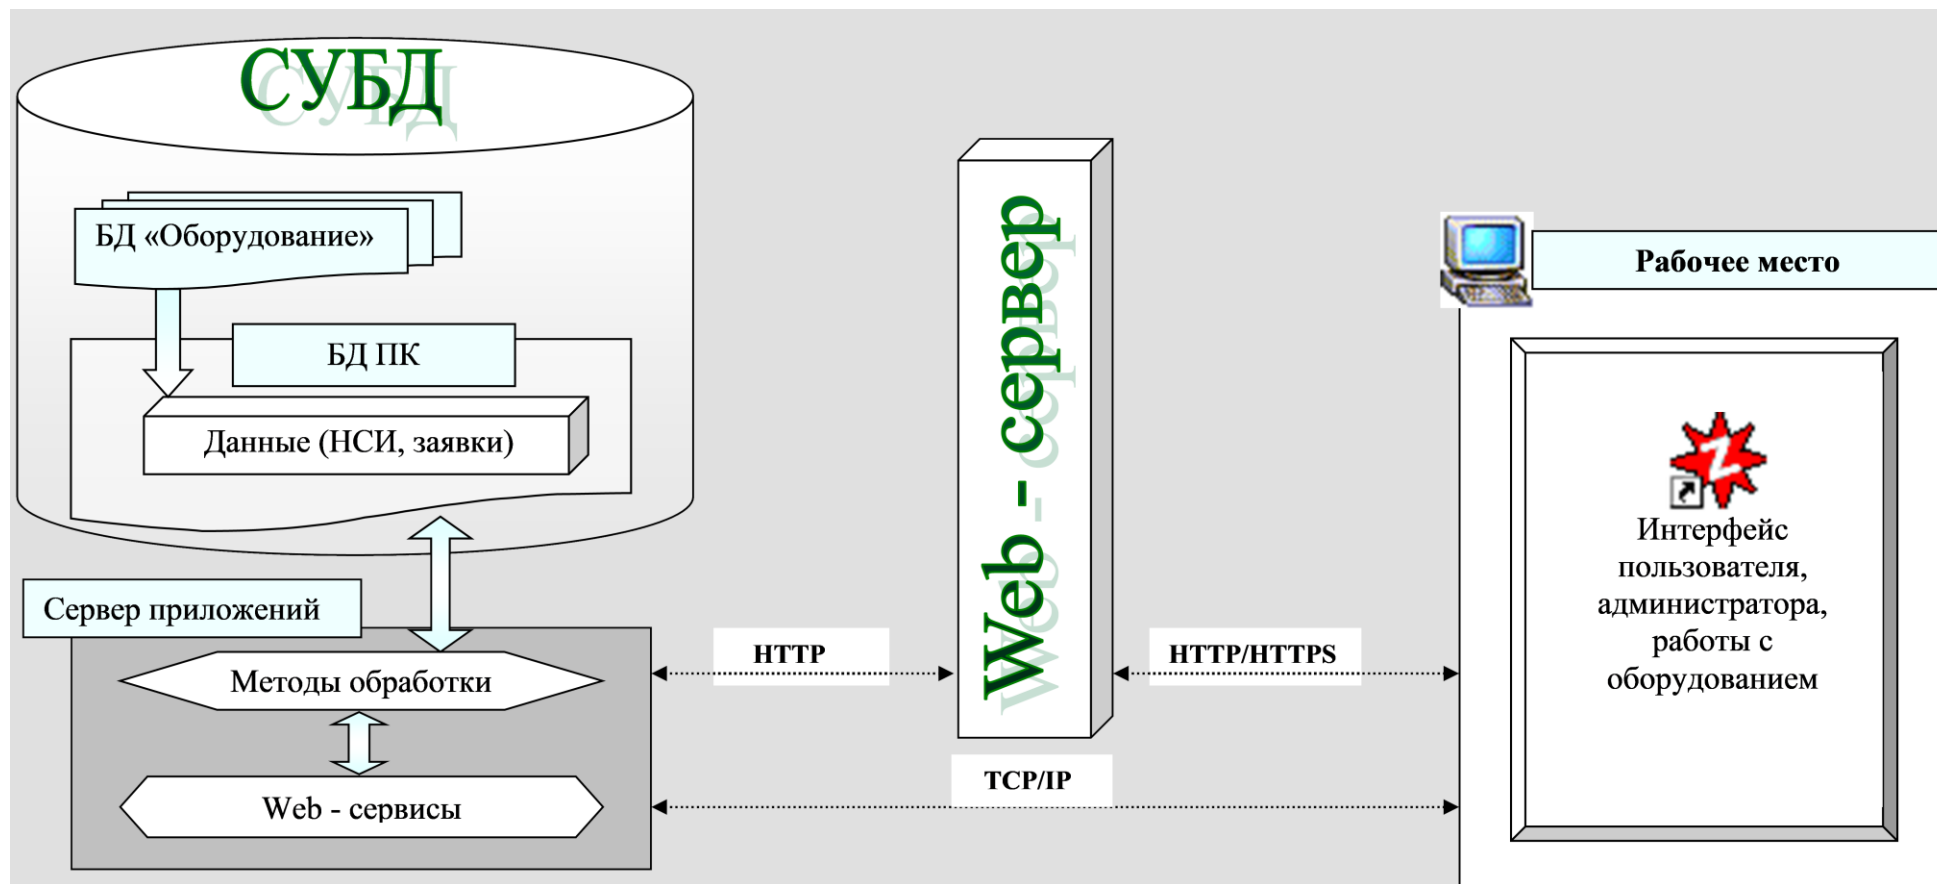 СУБД
БД «Оборудование»
БД ПК
Данные (НСИ, заявки)
Сервер приложений
Методы обработки
Web - сервисы
HTTP
Web - сервер
HTTP/HTTPS
TCP/IP
Рабочее место
Z
Интерфейс
пользователя,
администратора,
работы с
оборудованием